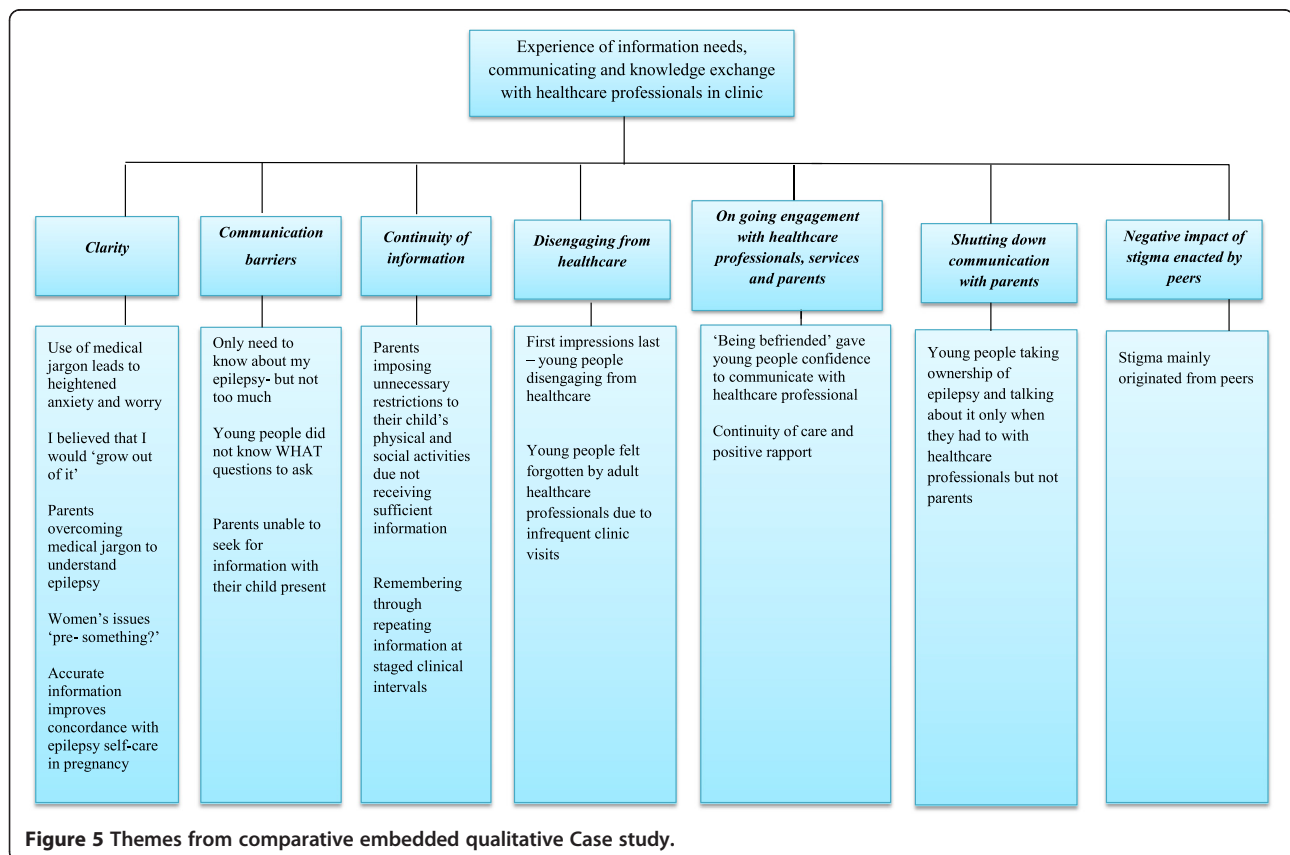 Experience of information needs,
communicating and knowledge exchange
with healthcare professionals in clinic
Clarity
Communication
barriers
Continuity of
information
Disengaging from
healthcare
On going engagement
with healthcare
professionals, services
and parents
Shutting down
communication
with parents
Negative impact of
stigma enacted by
peers
Use of medical
jargon leads to
heightened
anxiety and worry
I believed that I
would ‘grow out
of it’
Parents
overcoming
medical jargon to
understand
epilepsy
Women’s issues
‘pre- something?’
Accurate
information
improves
concordance with
epilepsy self-care
in pregnancy
Only need to
know about my
epilepsy- but not
too much
Young people did
not know WHAT
questions to ask
Parents unable to
seek for
information with
their child present
Parents
imposing
unnecessary
restrictions to
their child’s
physical and
social activities
due not
receiving
sufficient
information
Remembering
through
repeating
information at
staged clinical
intervals
First impressions last
– young people
disengaging from
healthcare
Young people felt
forgotten by adult
healthcare
professionals due to
infrequent clinic
visits
‘Being befriended’ gave
young people confidence
to communicate with
healthcare professional
Continuity of care and
positive rapport
Young people taking
ownership of
epilepsy and talking
about it only when
they had to with
healthcare
professionals but not
parents
Stigma mainly
originated from peers
Figure 5 Themes from comparative embedded qualitative Case study.